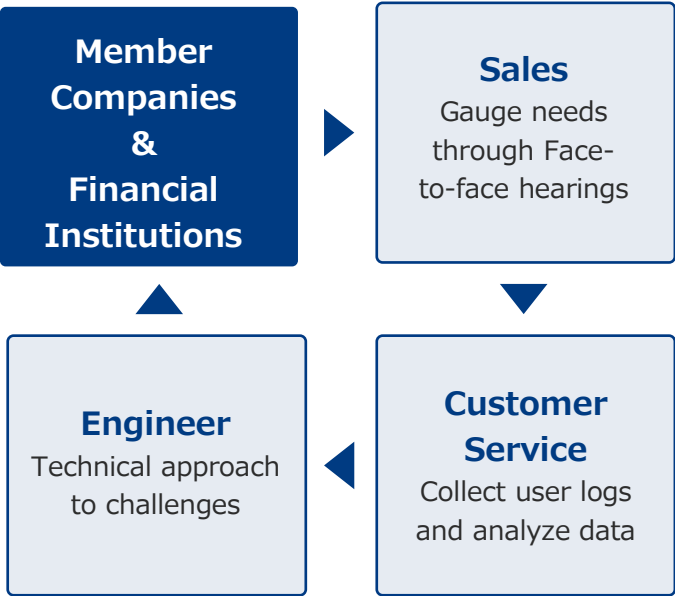 Member
Companies
&
Financial
Institutions
Sales
Gauge needs
through Face-
to-face hearings
Engineer
Technical approach
to challenges
Customer
Service
Collect user logs
and analyze data